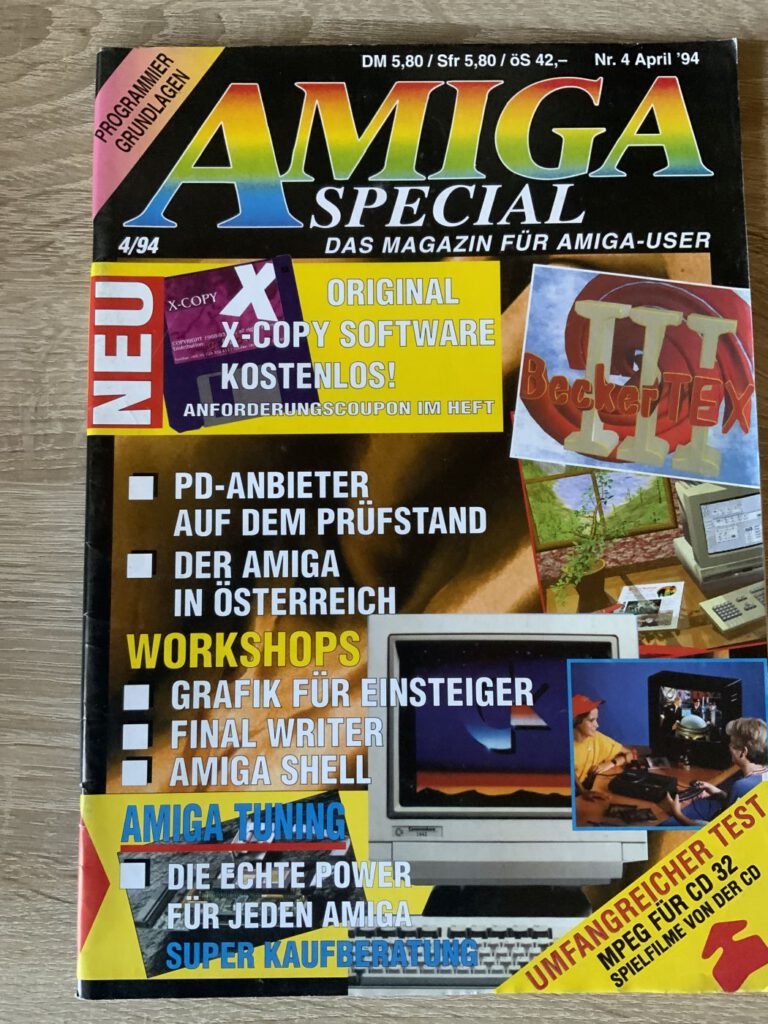 PROGRAMMIER
GRUNDLAGEN
DM 5,80 / Sfr 5,80 / öS 42,–
Nr. 4 April '94
AMIGA
SPECIAL
4/94
DAS MAGAZIN FÜR AMIGA-USER
NEU
X-COPY
X
ORIGINAL
X-COPY SOFTWARE
KOSTENLOS!
ANFORDERUNGSCOUPON IM HEFT
III
BeckerTEX
PD-ANBIETER
AUF DEM PRÜFSTAND
DER AMIGA
IN ÖSTERREICH
WORKSHOPS
GRAFIK FÜR EINSTEIGER
FINAL WRITER
AMIGA SHELL
AMIGA TUNING
DIE ECHTE POWER
FÜR JEDEN AMIGA
SUPER KAUFBERATUNG
Commodore
UMFANGREICHER TEST
MPEG FÜR CD 32
SPIELFILME VON DER CD